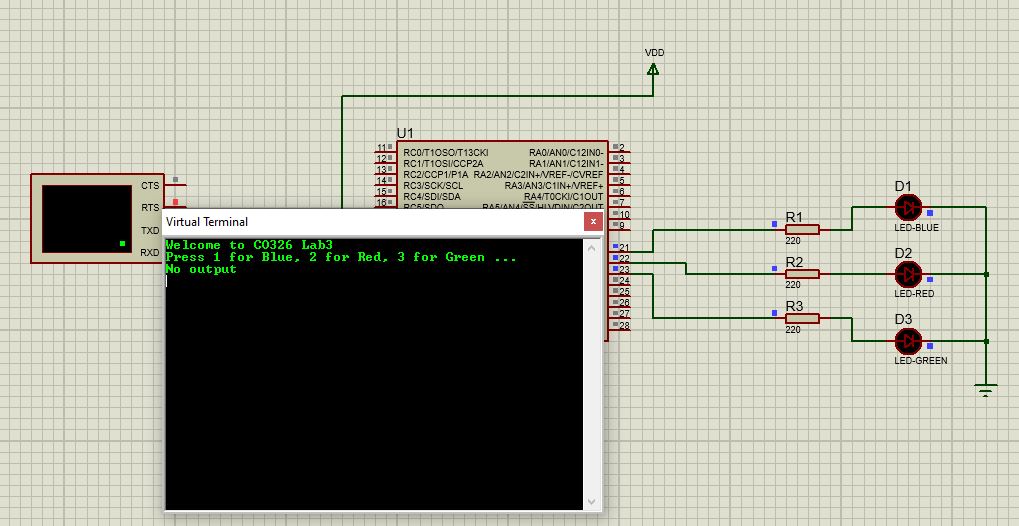 VDD
U1
11
12
13
14
15
16
RC0/T1OSO/T13CKI
RC1/T1OSI/CCP2A
RC2/CCP1/P1A
RC3/SCK/SCL
RC4/SDI/SDA
RC5/SDO
RA0/AN0/C12IN0-
RA1/AN1/C12IN1-
RA2/AN2/C2IN+/VREF-/CVREF
RA3/AN3/C1IN+/VREF+
RA4/T0CKI/C1OUT
RA5/AN4/SS/HLVDIN/C2OUT
2
3
4
5
6
7
10
9
21
22
23
24
25
26
27
28
CTS
RTS
TXD
RXD
Virtual Terminal
x
Welcome to CO326 Lab3
Press 1 for Blue, 2 for Red, 3 for Green ...
No output
R1
220
R2
220
R3
220
D1
LED-BLUE
D2
LED-RED
D3
LED-GREEN